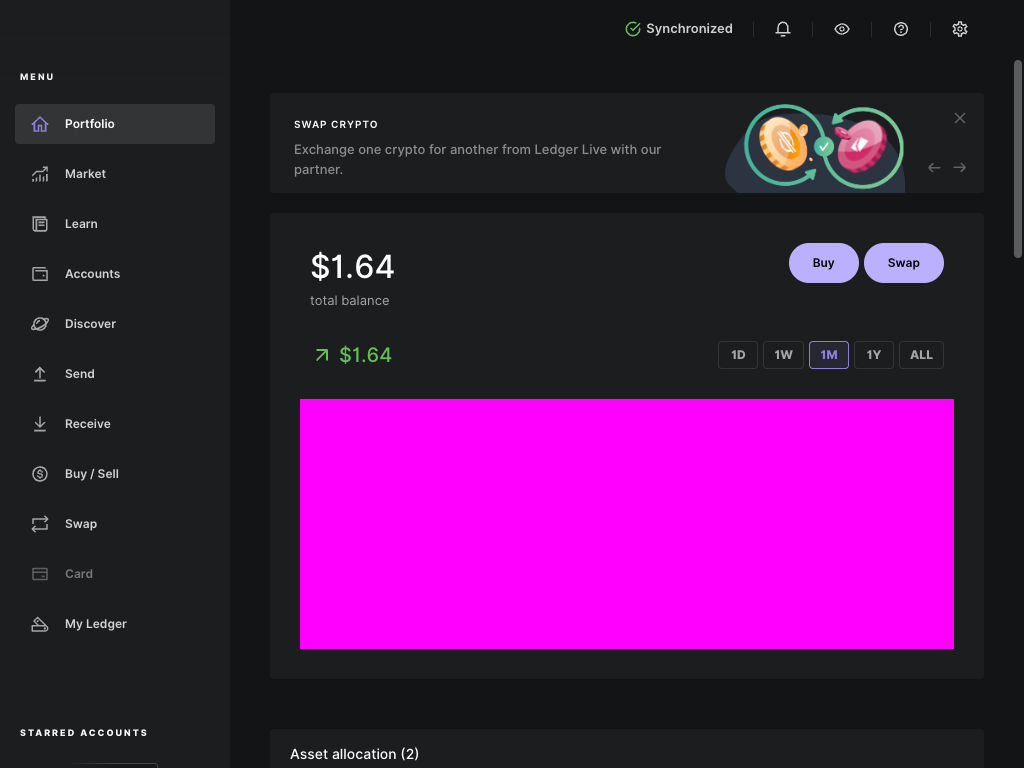 Synchronized
MENU
Portfolio
Market
Learn
Accounts
Discover
Send
Receive
Buy / Sell
Swap
Card
My Ledger
STARRED ACCOUNTS
SWAP CRYPTO
Exchange one crypto for another from Ledger Live with our
partner.
$1.64
total balance
Buy
Swap
$1.64
1D
1W
1M
1Y
ALL
Asset allocation (2)